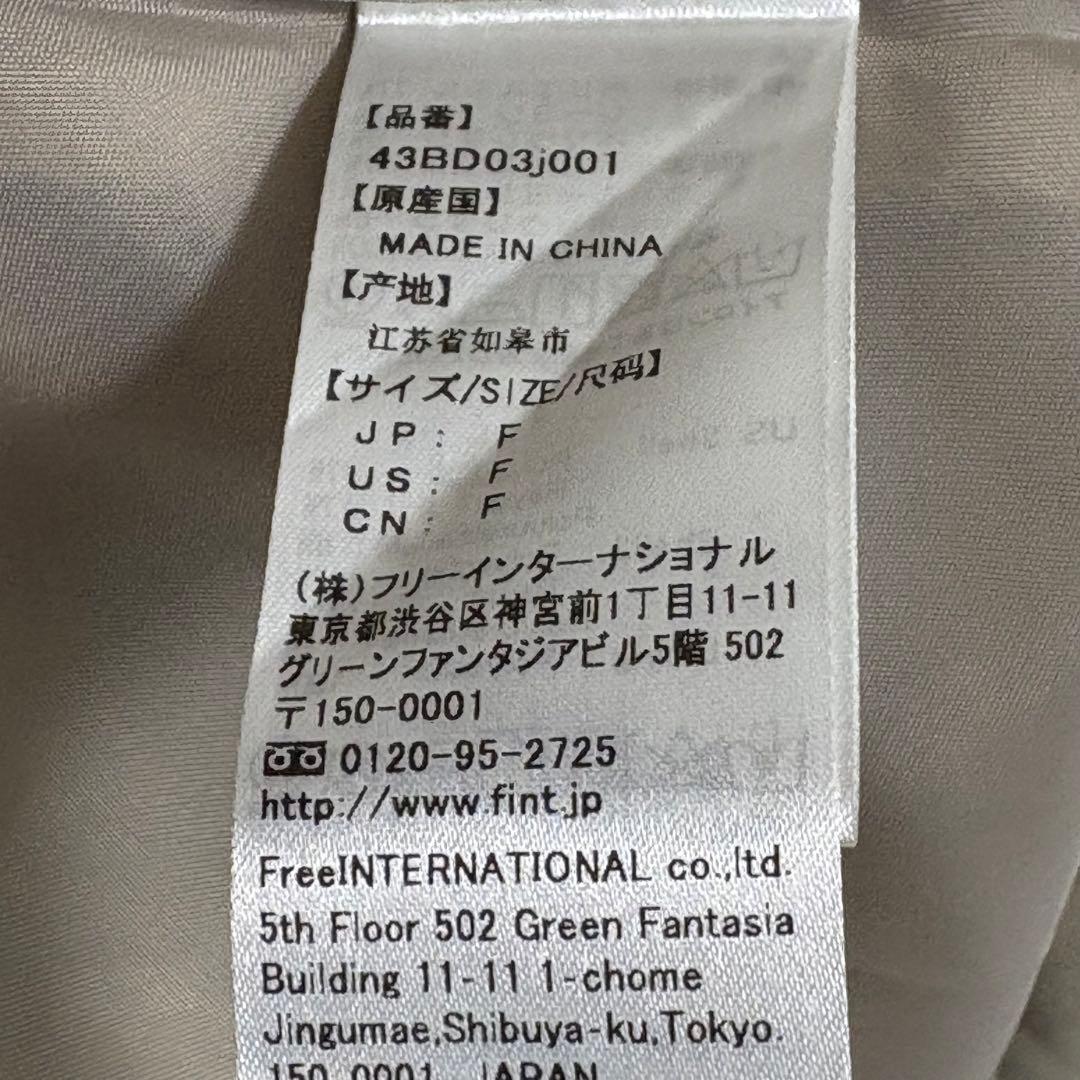 【品番】
43BD03j001
【原産国】
MADE IN CHINA
【产地】
江苏省如皋市
【サイズ/SIZE/尺码】
JP: F
US: F
CN: F
(株)フリーインターナショナル
東京都渋谷区神宮前1丁目11-11
グリーンファンタジアビル5階 502
〒150-0001
0120-95-2725
http://www.fint.jp
FreeINTERNATIONAL co.,ltd.
5th Floor 502 Green Fantasia
Building 11-11 1-chome
Jingumae,Shibuya-ku,Tokyo.
150-0001 JAPAN